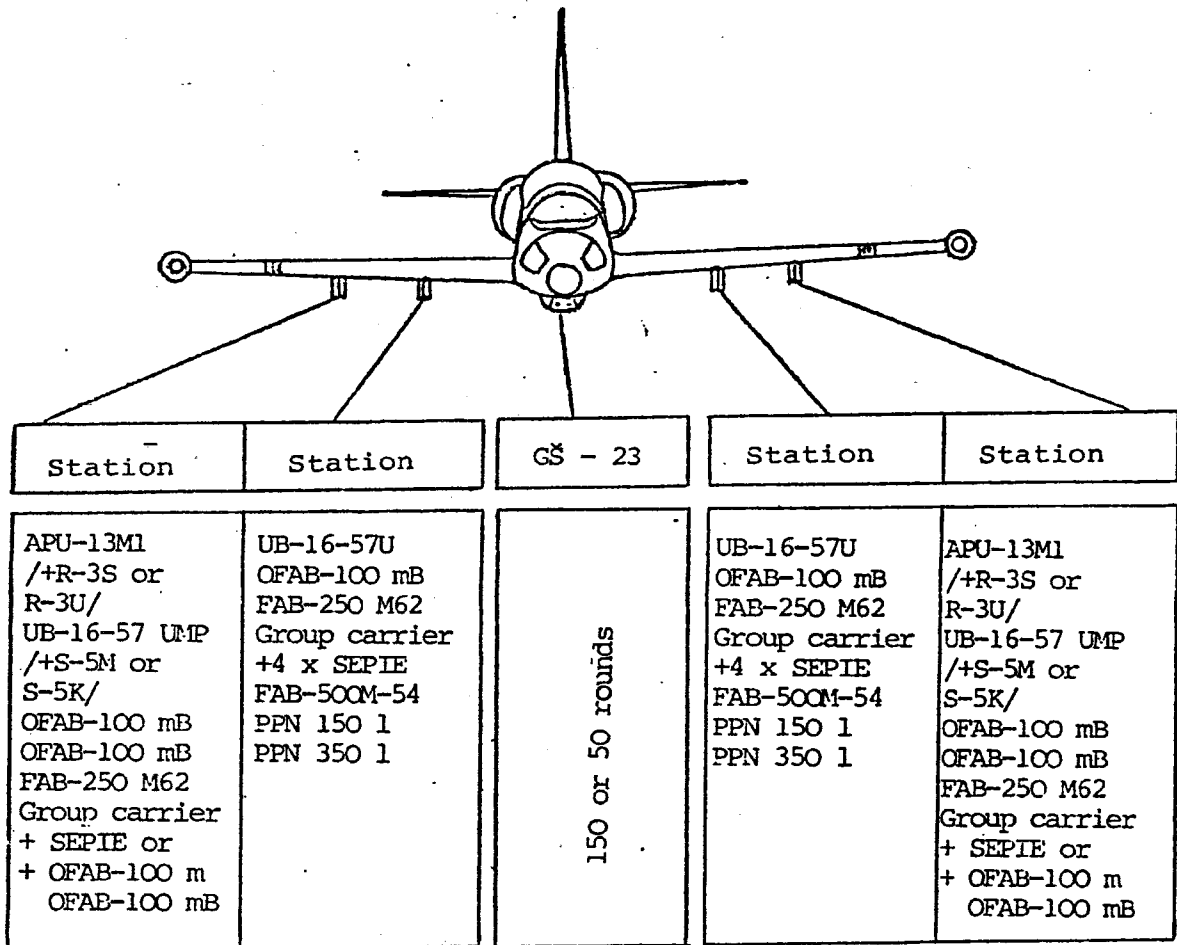 Station
Station
GŠ - 23
Station
Station
APU-13M1
/+R-3S or
R-3U/
UB-16-57 UMP
/+S-5M or
S-5K/
OFAB-100 mB
OFAB-100 mB
FAB-250 M62
Group carrier
+ SEPIE or
+ OFAB-100 m
OFAB-100 mB
UB-16-57U
OFAB-100 mB
FAB-250 M62
Group carrier
+4 x SEPIE
FAB-500M-54
PPN 150 l
PPN 350 l
150 or 50 rounds
UB-16-57U
OFAB-100 mB
FAB-250 M62
Group carrier
+4 x SEPIE
FAB-500M-54
PPN 150 l
PPN 350 l
APU-13M1
/+R-3S or
R-3U/
UB-16-57 UMP
/+S-5M or
S-5K/
OFAB-100 mB
OFAB-100 mB
FAB-250 M62
Group carrier
+ SEPIE or
+ OFAB-100 m
OFAB-100 mB